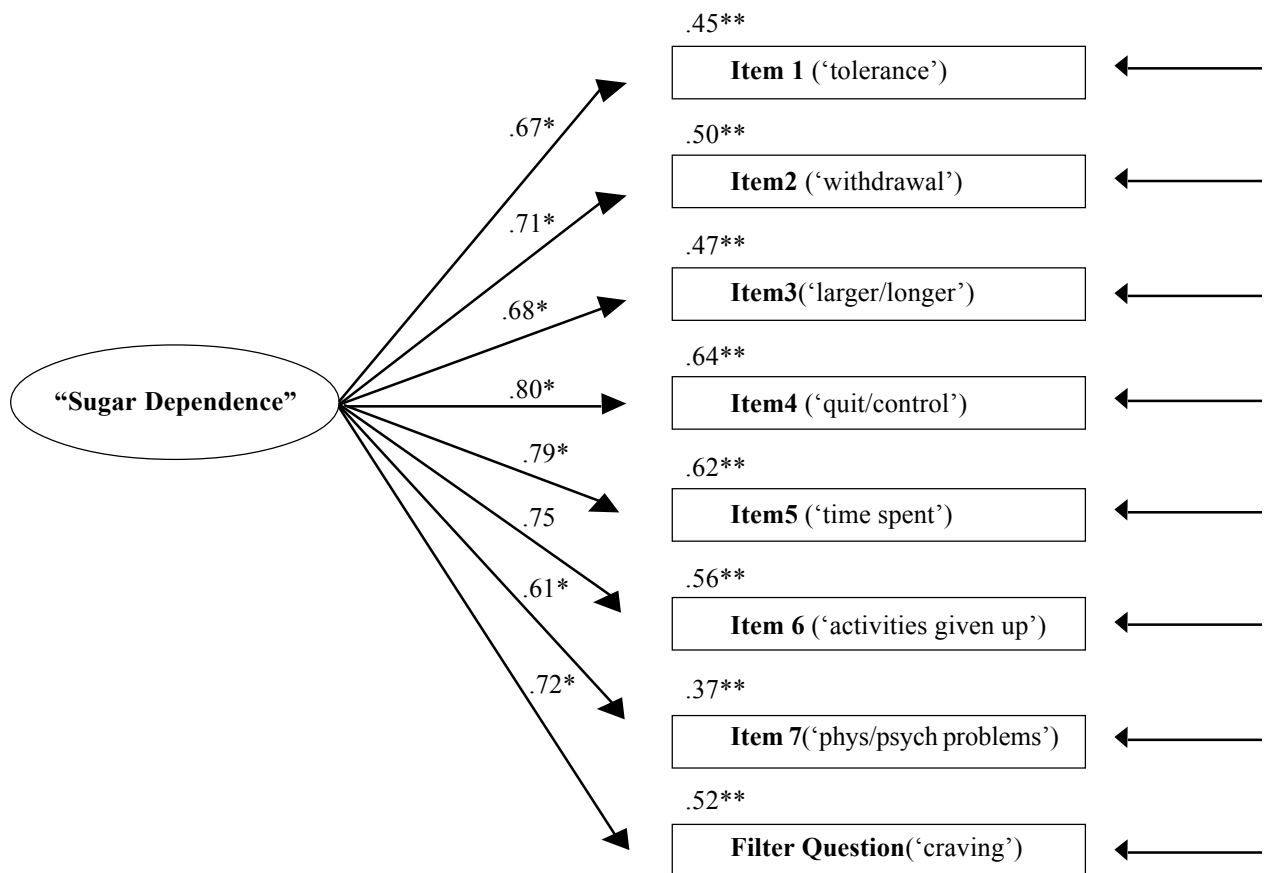 .45**
Item 1 (‘tolerance’)
.67*
.50**
Item2 (‘withdrawal’)
.71*
.47**
Item3(‘larger/longer’)
.68*
.64**
“Sugar Dependence”
.80*
Item4 (‘quit/control’)
.79*
.62**
Item5 (‘time spent’)
.75
.56**
.61*
Item 6 (‘activities given up’)
.72*
.37**
Item 7(‘phys/psych problems’)
.52**
Filter Question(‘craving’)